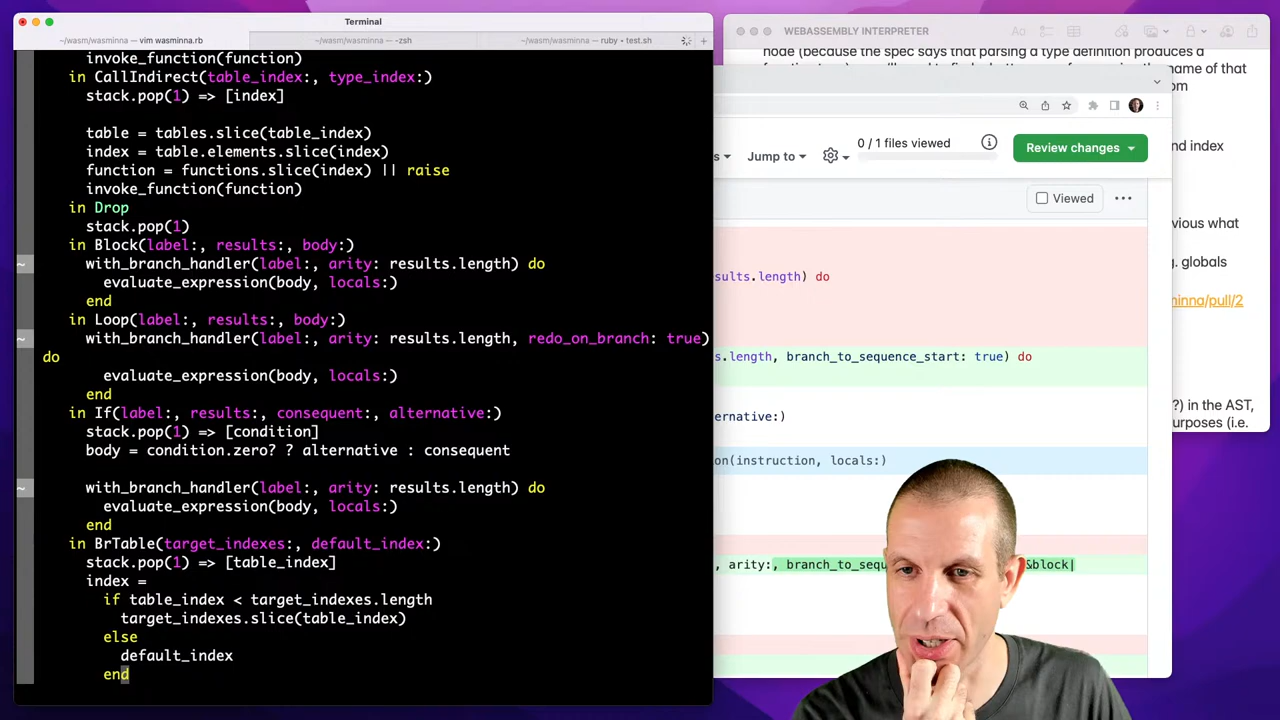 Terminal
~/wasm/wasminna — vim wasminna.rb
~/wasm/wasminna — -zsh
~/wasm/wasminna — ruby • test.sh
invoke_function(function)
in CallIndirect(table_index:, type_index:)
stack.pop(1) => [index]
table = tables.slice(table_index)
index = table.elements.slice(index)
function = functions.slice(index) || raise
invoke_function(function)
in Drop
stack.pop(1)
in Block(label:, results:, body:)
~ with_branch_handler(label:, arity: results.length) do
evaluate_expression(body, locals:)
end
in Loop(label:, results:, body:)
~ with_branch_handler(label:, arity: results.length, redo_on_branch: true)
do
evaluate_expression(body, locals:)
end
in If(label:, results:, consequent:, alternative:)
stack.pop(1) => [condition]
body = condition.zero? ? alternative : consequent
~ with_branch_handler(label:, arity: results.length) do
evaluate_expression(body, locals:)
end
in BrTable(target_indexes:, default_index:)
stack.pop(1) => [table_index]
index =
if table_index < target_indexes.length
target_indexes.slice(table_index)
else
default_index
end
WEBASSEMBLY INTERPRETER
node (because the spec says that parsing a type definition produces a
name of that
om
nd index
vious what
g. globals
ninna/pull/2
?) in the AST,
urposes (i.e.
s
Jump to
0 / 1 files viewed
Review changes
Viewed
sults.length) do
s.length, branch_to_sequence_start: true) do
rnative:)
on(instruction, locals:)
, arity:, branch_to_sequ
&block|